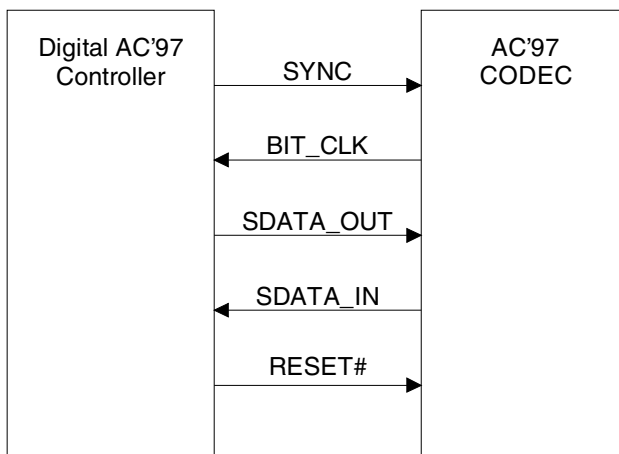 Digital AC'97
Controller
AC'97
CODEC
SYNC
BIT_CLK
SDATA_OUT
SDATA_IN
RESET#